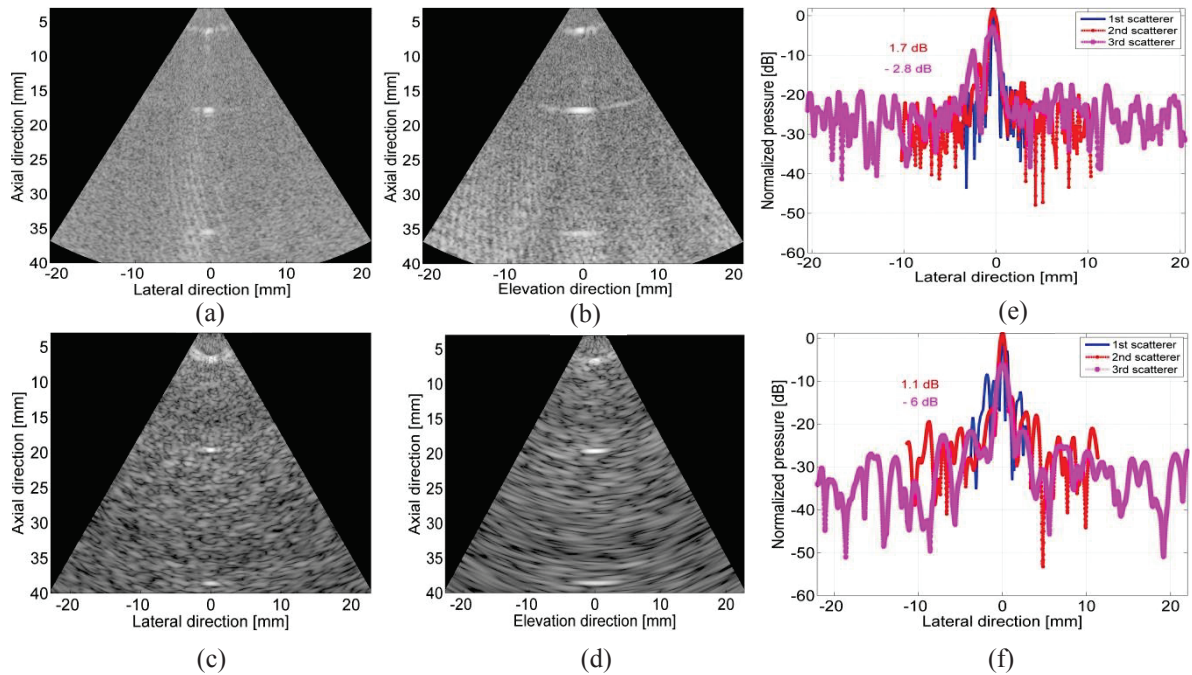 Axial direction [mm]
5
10
15
20
25
30
35
40
-20
-10
0
10
20
Lateral direction [mm]
(a)
Axial direction [mm]
5
10
15
20
25
30
35
40
-20
-10
0
10
20
Elevation direction [mm]
(b)
Normalized pressure [dB]
0
-10
-20
-30
-40
-50
-60
1st scatterer
2nd scatterer
3rd scatterer
1.7 dB
- 2.8 dB
-20
-10
0
10
20
Lateral direction [mm]
(e)
Axial direction [mm]
5
10
15
20
25
30
35
40
-20
-10
0
10
20
Lateral direction [mm]
(c)
Axial direction [mm]
5
10
15
20
25
30
35
40
-20
-10
0
10
20
Elevation direction [mm]
(d)
Normalized pressure [dB]
0
-10
-20
-30
-40
-50
-60
1st scatterer
2nd scatterer
3rd scatterer
1.1 dB
- 6 dB
-20
-10
0
10
20
Lateral direction [mm]
(f)